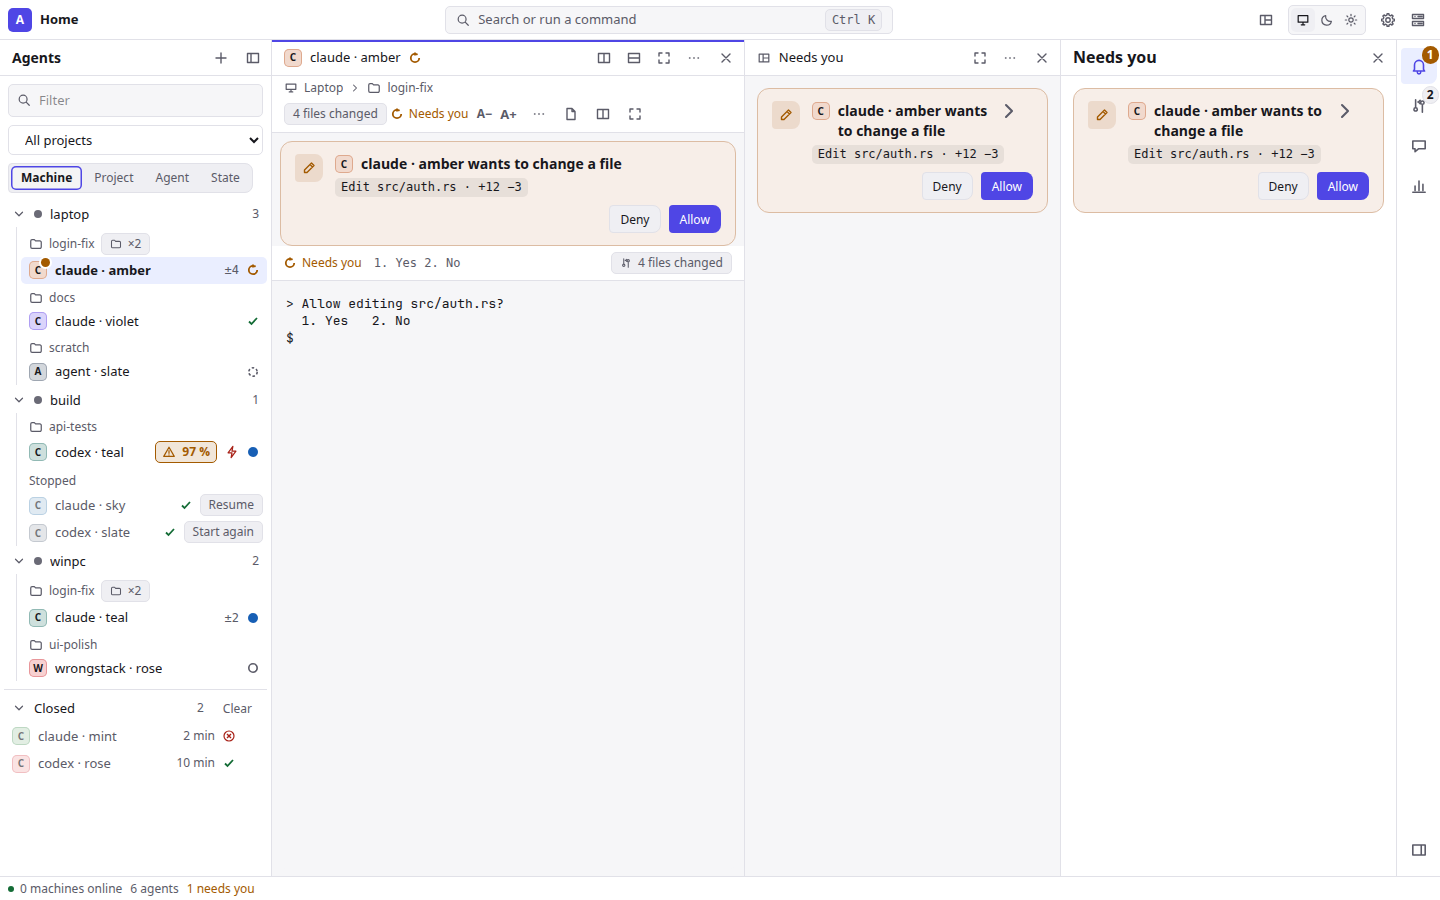 A Home
Search or run a command Ctrl K
Agents
Filter
All projects
Machine Project Agent State
laptop 3
login-fix ×2
C claude · amber ±4
docs
C claude · violet
scratch
A agent · slate
build 1
api-tests
C codex · teal 97 %
Stopped
C claude · sky Resume
C codex · slate Start again
winpc 2
login-fix ×2
C claude · teal ±2
ui-polish
W wrongstack · rose
Closed 2 Clear
C claude · mint 2 min
C codex · rose 10 min
C claude · amber
Laptop login-fix
4 files changed Needs you A− A+
C claude · amber wants to change a file
Edit src/auth.rs · +12 −3
Deny Allow
Needs you 1. Yes 2. No 4 files changed
> Allow editing src/auth.rs?
1. Yes 2. No
$
Needs you
C claude · amber wants
to change a file
Edit src/auth.rs · +12 −3
Deny Allow
Needs you
C claude · amber wants to
change a file
Edit src/auth.rs · +12 −3
Deny Allow
1
2
0 machines online 6 agents 1 needs you